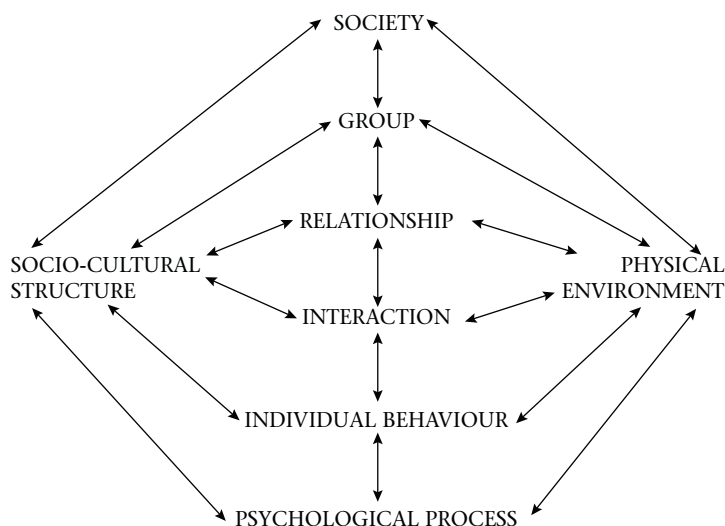 SOCIETY
GROUP
RELATIONSHIP
SOCIO-CULTURAL
STRUCTURE
PHYSICAL
ENVIRONMENT
INTERACTION
INDIVIDUAL BEHAVIOUR
PSYCHOLOGICAL PROCESS